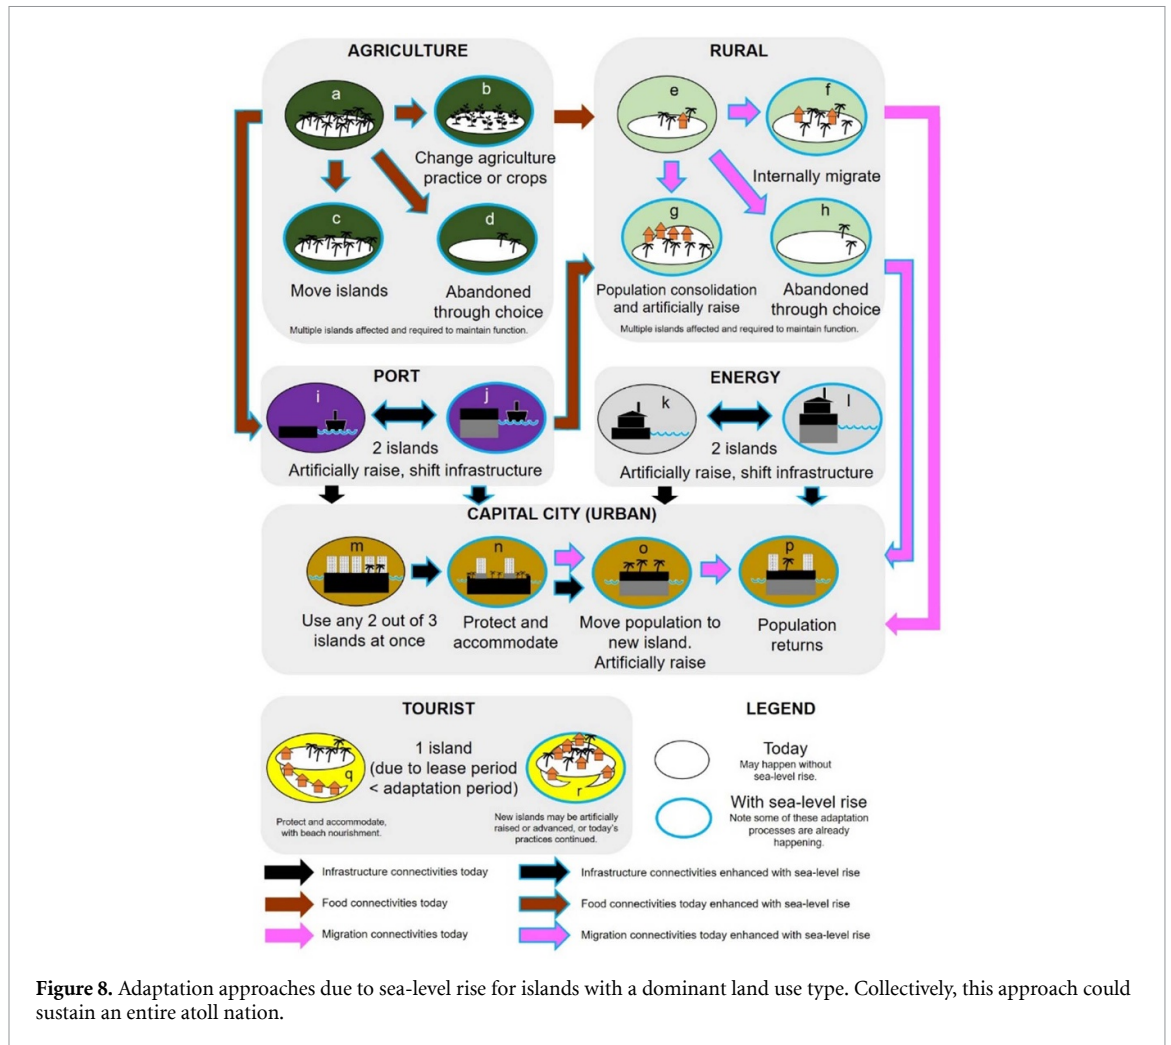 AGRICULTURE
a
b
Change agriculture
practice or crops
c
d
Move islands
Abandoned
through choice
Multiple islands affected and required to maintain function.
RURAL
e
f
Internally migrate
g
h
Population consolidation
and artificially raise
Abandoned
through choice
Multiple islands affected and required to maintain function.
PORT
i
j
2 islands
Artificially raise, shift infrastructure
ENERGY
k
l
2 islands
Artificially raise, shift infrastructure
CAPITAL CITY (URBAN)
m
n
o
p
Use any 2 out of 3
islands at once
Protect and
accommodate
Move population to
new island.
Artificially raise
Population
returns
TOURIST
q
Protect and accommodate,
with beach nourishment.
1 island
(due to lease period
< adaptation period)
r
New islands may be artificially
raised or advanced, or today's
practices continued.
LEGEND
Today
May happen without
sea-level rise.
With sea-level rise
Note some of these adaptation
processes are already
happening.
Infrastructure connectivities today
Infrastructure connectivities enhanced with sea-level rise
Food connectivities today
Food connectivities today enhanced with sea-level rise
Migration connectivities today
Migration connectivities today enhanced with sea-level rise
Figure 8. Adaptation approaches due to sea-level rise for islands with a dominant land use type. Collectively, this approach could
sustain an entire atoll nation.